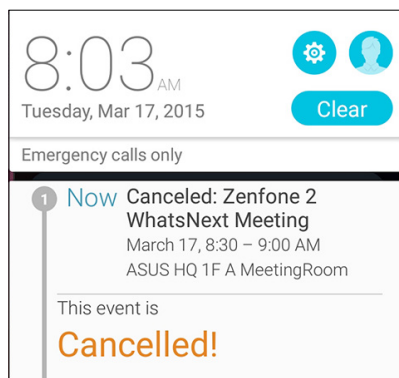 8:03 AM
Tuesday, Mar 17, 2015
Clear
Emergency calls only
1 Now Canceled: Zenfone 2
WhatsNext Meeting
March 17, 8:30 – 9:00 AM
ASUS HQ 1F A MeetingRoom
This event is
Cancelled!